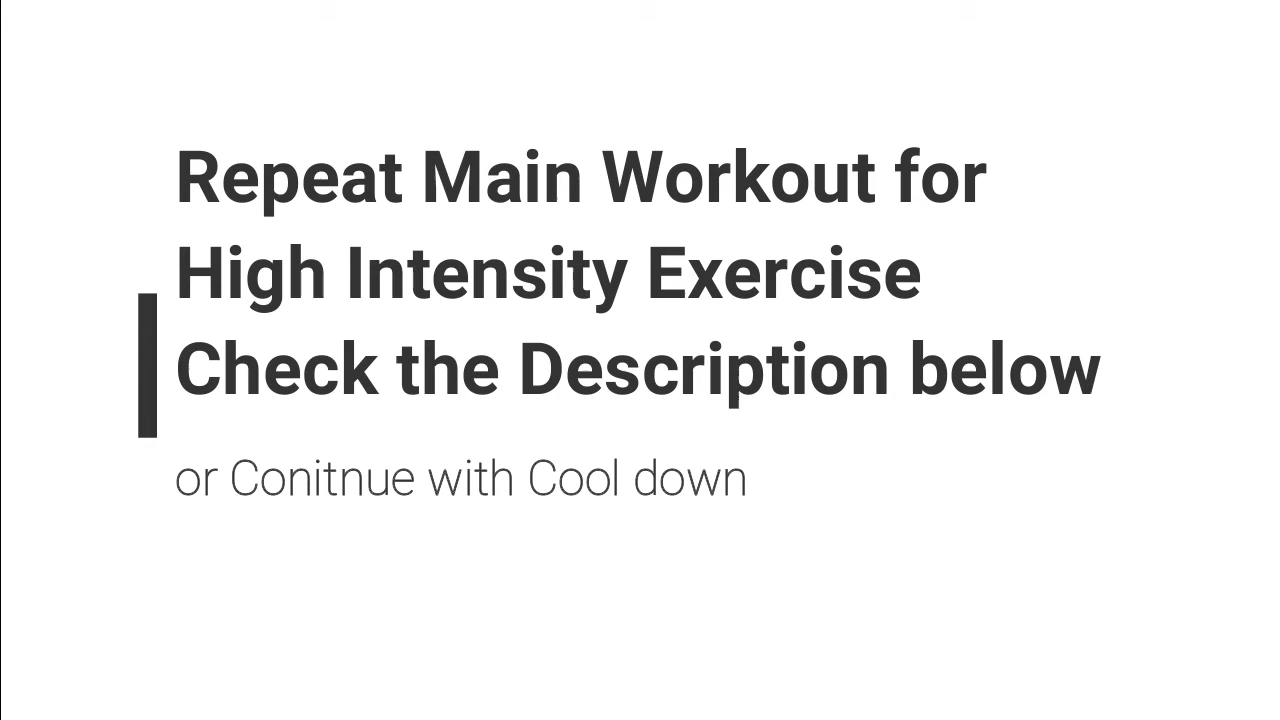 Repeat Main Workout for
High Intensity Exercise
Check the Description below
or Conitnue with Cool down